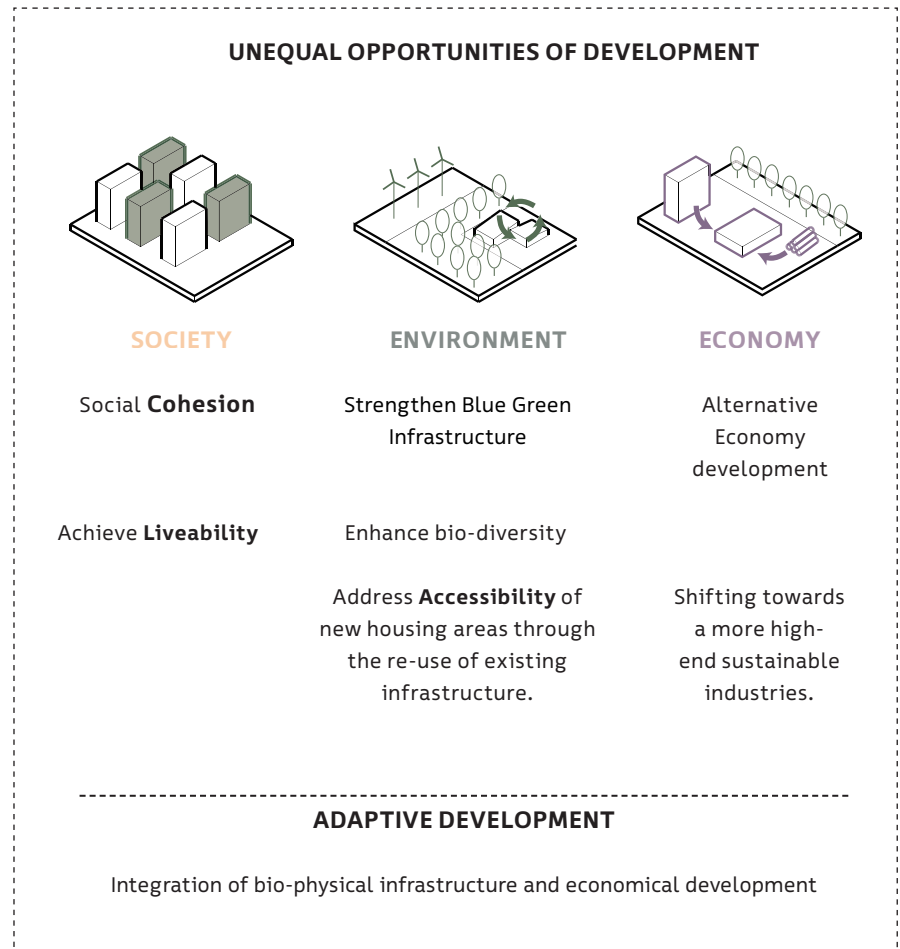 UNEQUAL OPPORTUNITIES OF DEVELOPMENT
SOCIETY
Social Cohesion
Achieve Liveability
ENVIRONMENT
Strengthen Blue Green
Infrastructure
Enhance bio-diversity
Address Accessibility of
new housing areas through
the re-use of existing
infrastructure.
ECONOMY
Alternative
Economy
development
Shifting towards
a more high-
end sustainable
industries.
ADAPTIVE DEVELOPMENT
Integration of bio-physical infrastructure and economical development